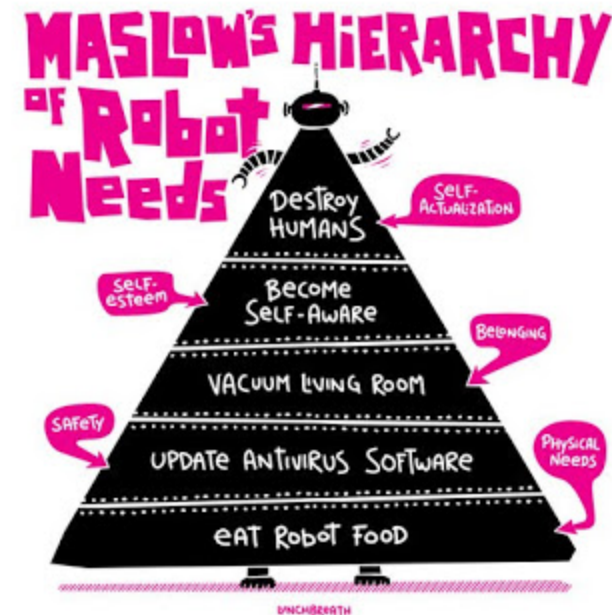 MASLOW'S HiERARCHY
OF RoboT
NeedS
DESTROY
HUMANS
SELF-
ACTUALIZATION
SELF-
esteem
Become
SeLF-AWARe
BeLONGiNG
VACUUM LiViNG ROOM
SAFeTY
UPDATE ANTiViRUS SOFTWARE
PHYSiCAL
NeeDS
eAT RoboT FooD
LYNCHBReATH